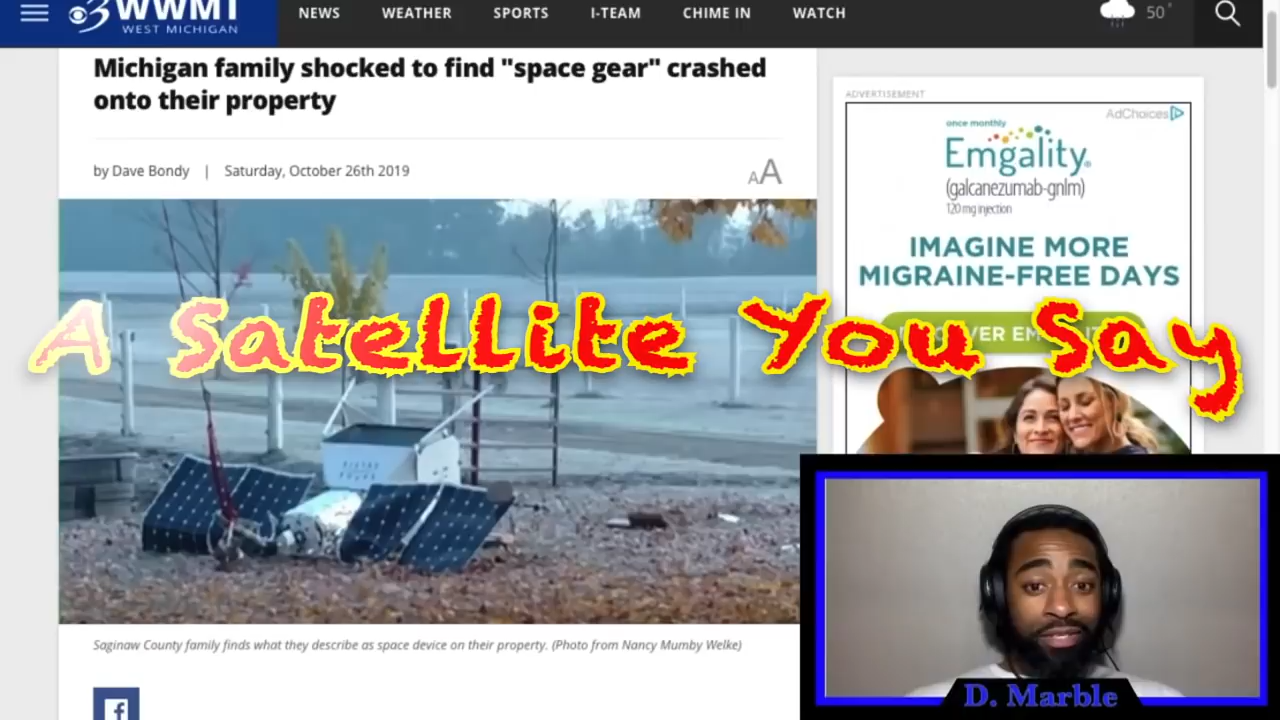 3 WWMT
WEST MICHIGAN
NEWS
WEATHER
SPORTS
I-TEAM
CHIME IN
WATCH
50°
Michigan family shocked to find "space gear" crashed
onto their property
by Dave Bondy | Saturday, October 26th 2019
AA
ADVERTISEMENT
AdChoices
once monthly
Emgality®
(galcanezumab-gnlm)
120 mg injection
IMAGINE MORE
MIGRAINE-FREE DAYS
A Satellite You Say
Saginaw County family finds what they describe as space device on their property. (Photo from Nancy Mumby Welke)
f
D. Marble